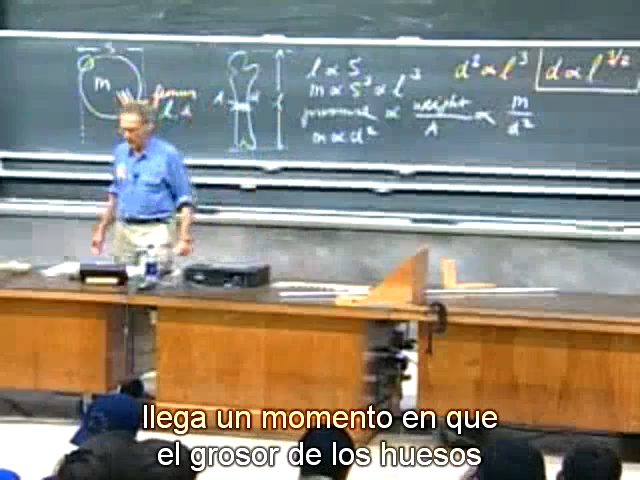 S
m
femur
l, d
A
d
l
l ∝ S
m ∝ S³ ∝ l³
pressure ∝ weight/A ∝ m/d²
m ∝ d²
d² ∝ l³
d ∝ l^3/2
llega un momento en que
el grosor de los huesos